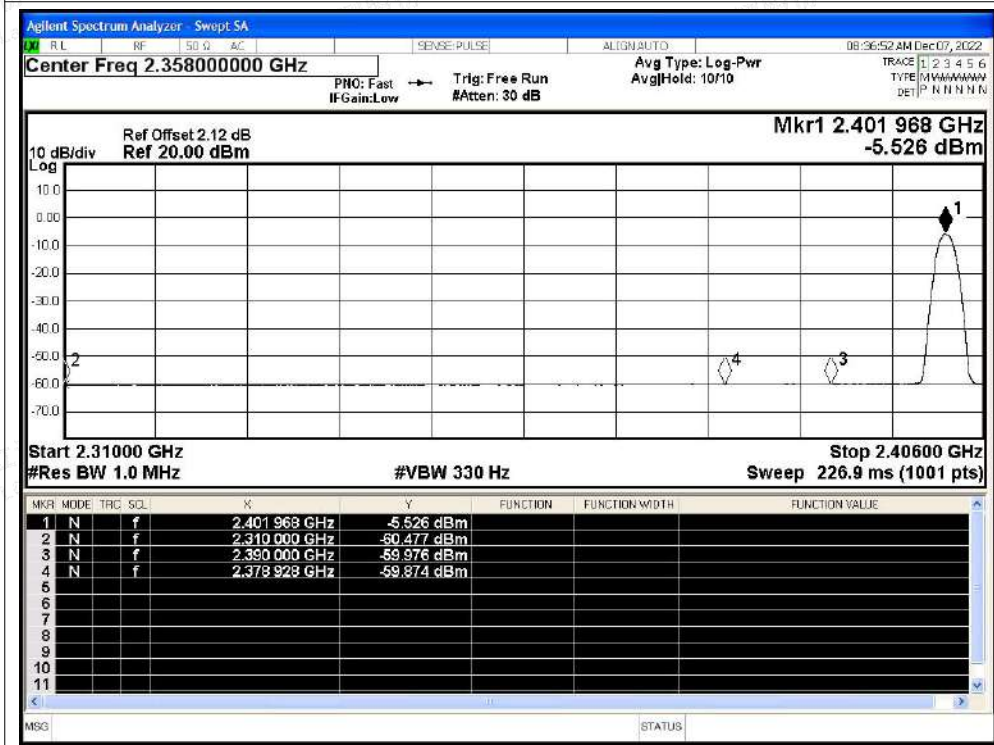 Agilent Spectrum Analyzer - Swept SA
LXI RL RF 50 Ω AC SENSE:PULSE ALIGN AUTO 08:36:52 AM Dec 07, 2022
Center Freq 2.358000000 GHz Avg Type: Log-Pwr TRACE 1 2 3 4 5 6
PNO: Fast Trig: Free Run Avg|Hold: 10/10 TYPE M WWWWW
IFGain:Low #Atten: 30 dB DET P N N N N N
Mkr1 2.401 968 GHz
Ref Offset 2.12 dB
10 dB/div Ref 20.00 dBm -5.526 dBm
Log
10.0
0.00
1
-10.0
-20.0
-30.0
-40.0
-50.0
2 4 3
-60.0
-70.0
Start 2.31000 GHz Stop 2.40600 GHz
#Res BW 1.0 MHz #VBW 330 Hz Sweep 226.9 ms (1001 pts)
MKR MODE TRC SCL X Y FUNCTION FUNCTION WIDTH FUNCTION VALUE
1 N f 2.401 968 GHz -5.526 dBm
2 N f 2.310 000 GHz -60.477 dBm
3 N f 2.390 000 GHz -59.976 dBm
4 N f 2.378 928 GHz -59.874 dBm
5
6
7
8
9
10
11
MSG STATUS